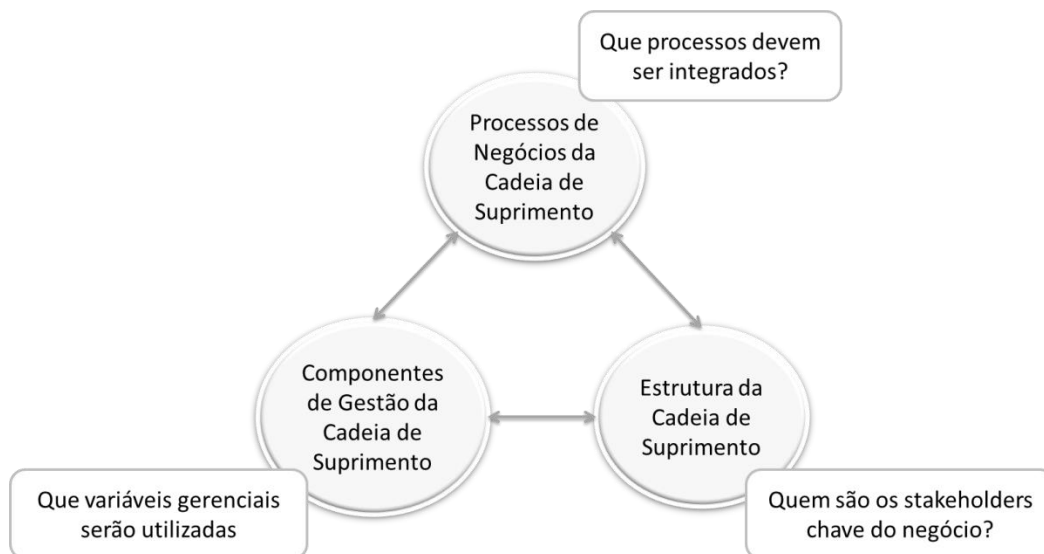 Que processos devem
ser integrados?
Processos de
Negócios da
Cadeia de
Suprimento
Componentes
de Gestão da
Cadeia de
Suprimento
Estrutura da
Cadeia de
Suprimento
Que variáveis gerenciais
serão utilizadas
Quem são os stakeholders
chave do negócio?